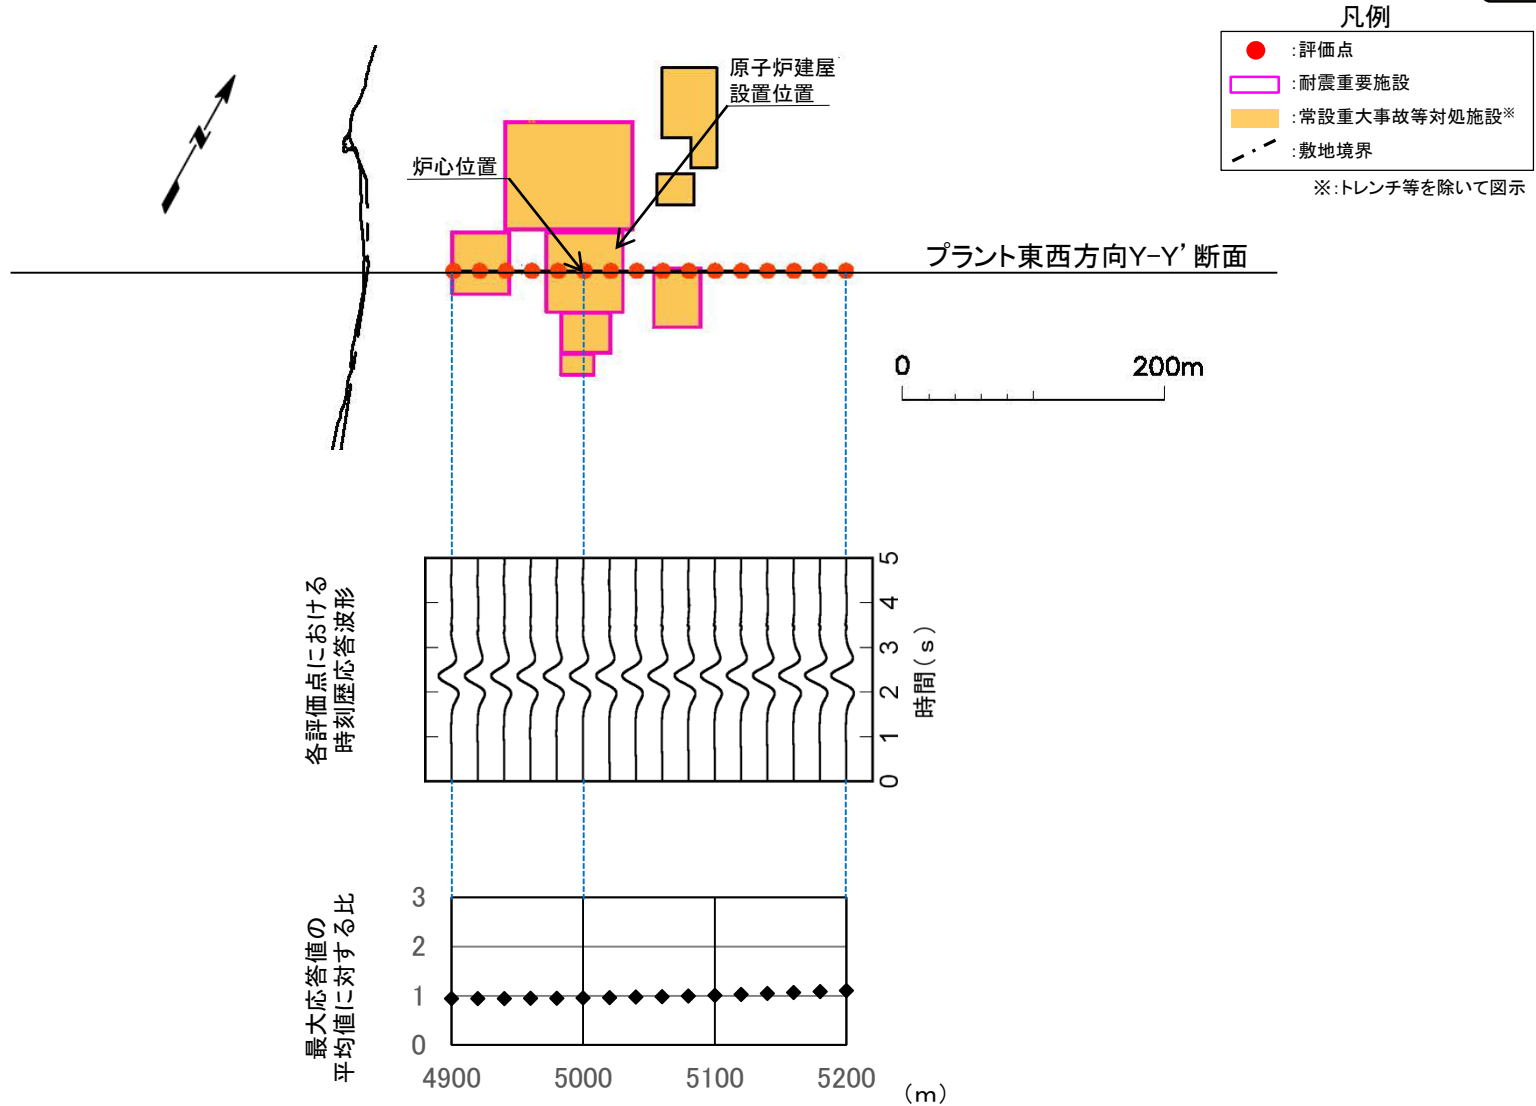 凡例
:評価点
:耐震重要施設
:常設重大事故等対処施設※
:敷地境界
※:トレンチ等を除いて図示
N
原子炉建屋
設置位置
炉心位置
プラント東西方向Y-Y’断面
0 200m
各評価点における
時刻歴応答波形
5
4
3
2
1
0
時間(s)
最大応答値の
平均値に対する比
3
2
1
0
4900 5000 5100 5200
(m)